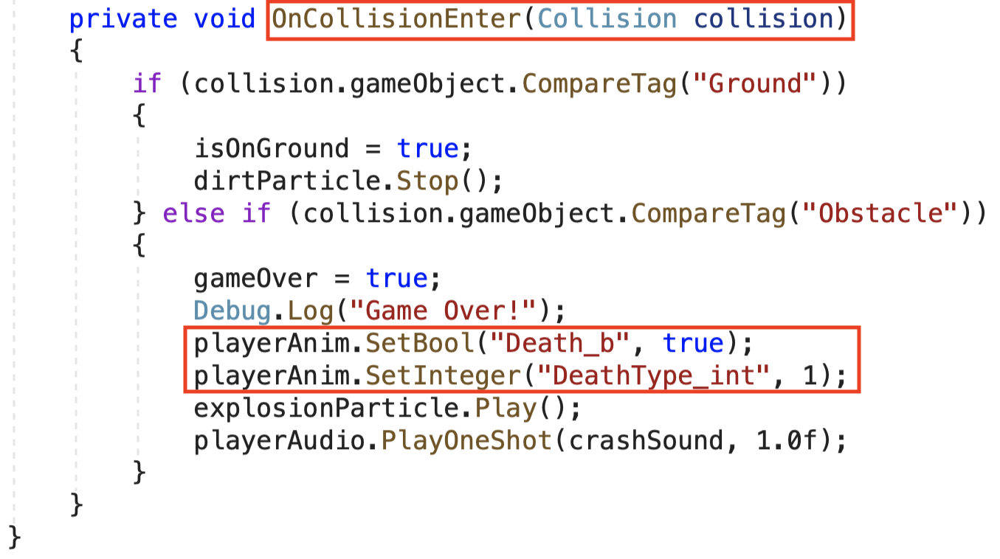 private void OnCollisionEnter(Collision collision)
{
if (collision.gameObject.CompareTag("Ground"))
{
isOnGround = true;
dirtParticle.Stop();
} else if (collision.gameObject.CompareTag("Obstacle"))
{
gameOver = true;
Debug.Log("Game Over!");
playerAnim.SetBool("Death_b", true);
playerAnim.SetInteger("DeathType_int", 1);
explosionParticle.Play();
playerAudio.PlayOneShot(crashSound, 1.0f);
}
}
}